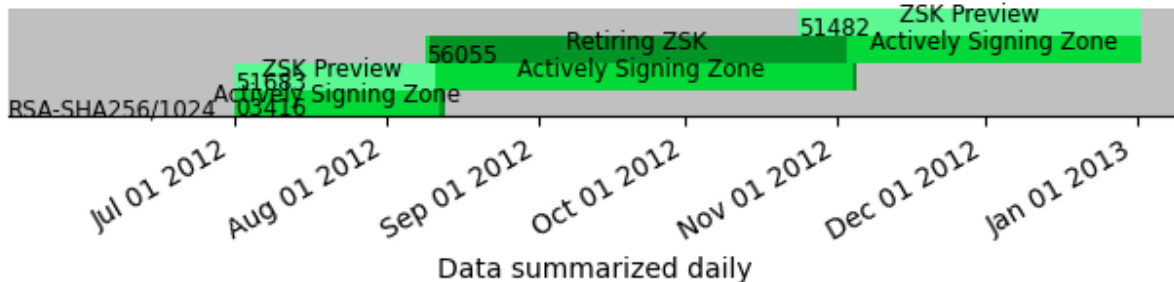 ZSK Preview
51482
Retiring ZSK
Actively Signing Zone
56055
ZSK Preview
Actively Signing Zone
51683
Actively Signing Zone
RSA-SHA256/1024
03416
Jul 01 2012
Aug 01 2012
Sep 01 2012
Oct 01 2012
Nov 01 2012
Dec 01 2012
Jan 01 2013
Data summarized daily